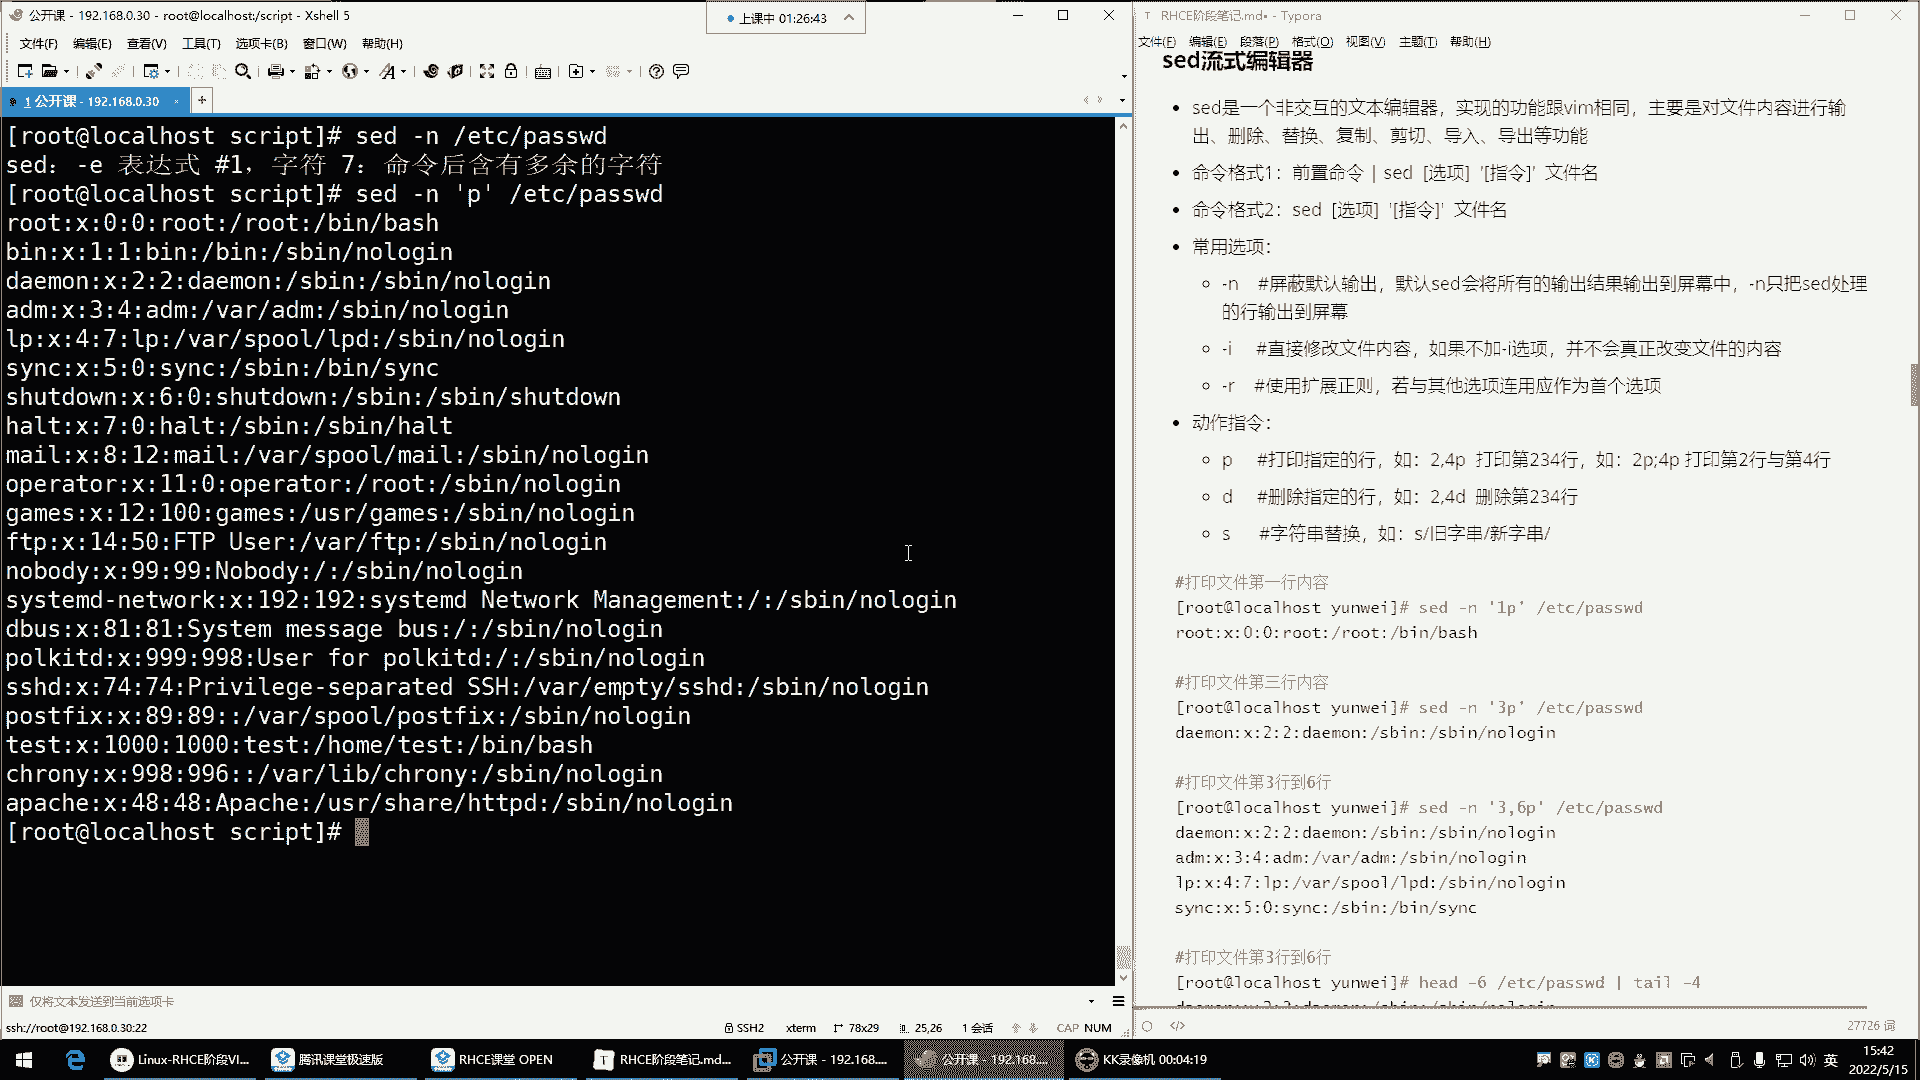 公开课 - 192.168.0.30 - root@localhost:/script - Xshell 5
上课中 01:26:43
文件(F) 编辑(E) 查看(V) 工具(T) 选项卡(B) 窗口(W) 帮助(H)
1 公开课 - 192.168.0.30 × +
[root@localhost script]# sed -n /etc/passwd
sed：-e 表达式 #1，字符 7：命令后含有多余的字符
[root@localhost script]# sed -n 'p' /etc/passwd
root:x:0:0:root:/root:/bin/bash
bin:x:1:1:bin:/bin:/sbin/nologin
daemon:x:2:2:daemon:/sbin:/sbin/nologin
adm:x:3:4:adm:/var/adm:/sbin/nologin
lp:x:4:7:lp:/var/spool/lpd:/sbin/nologin
sync:x:5:0:sync:/sbin:/bin/sync
shutdown:x:6:0:shutdown:/sbin:/sbin/shutdown
halt:x:7:0:halt:/sbin:/sbin/halt
mail:x:8:12:mail:/var/spool/mail:/sbin/nologin
operator:x:11:0:operator:/root:/sbin/nologin
games:x:12:100:games:/usr/games:/sbin/nologin
ftp:x:14:50:FTP User:/var/ftp:/sbin/nologin
nobody:x:99:99:Nobody:/:/sbin/nologin
systemd-network:x:192:192:systemd Network Management:/:/sbin/nologin
dbus:x:81:81:System message bus:/:/sbin/nologin
polkitd:x:999:998:User for polkitd:/:/sbin/nologin
sshd:x:74:74:Privilege-separated SSH:/var/empty/sshd:/sbin/nologin
postfix:x:89:89::/var/spool/postfix:/sbin/nologin
test:x:1000:1000:test:/home/test:/bin/bash
chrony:x:998:996::/var/lib/chrony:/sbin/nologin
apache:x:48:48:Apache:/usr/share/httpd:/sbin/nologin
[root@localhost script]#
仅将文本发送到当前选项卡
ssh://root@192.168.0.30:22 SSH2 xterm 78x29 25,26 1 会话 CAP NUM
RHCE阶段笔记.md• - Typora
文件(F) 编辑(E) 段落(P) 格式(O) 视图(V) 主题(T) 帮助(H)
sed流式编辑器
sed是一个非交互的文本编辑器，实现的功能跟vim相同，主要是对文件内容进行输
出、删除、替换、复制、剪切、导入、导出等功能
命令格式1：前置命令 | sed [选项] '[指令]' 文件名
命令格式2：sed [选项] '[指令]' 文件名
常用选项：
-n #屏蔽默认输出，默认sed会将所有的输出结果输出到屏幕中，-n只把sed处理
的行输出到屏幕
-i #直接修改文件内容，如果不加-i选项，并不会真正改变文件的内容
-r #使用扩展正则，若与其他选项连用应作为首个选项
动作指令：
p #打印指定的行，如：2,4p 打印第234行，如：2p;4p 打印第2行与第4行
d #删除指定的行，如：2,4d 删除第234行
s #字符串替换，如：s/旧字串/新字串/
#打印文件第一行内容
[root@localhost yunwei]# sed -n '1p' /etc/passwd
root:x:0:0:root:/root:/bin/bash
#打印文件第三行内容
[root@localhost yunwei]# sed -n '3p' /etc/passwd
daemon:x:2:2:daemon:/sbin:/sbin/nologin
#打印文件第3行到6行
[root@localhost yunwei]# sed -n '3,6p' /etc/passwd
daemon:x:2:2:daemon:/sbin:/sbin/nologin
adm:x:3:4:adm:/var/adm:/sbin/nologin
lp:x:4:7:lp:/var/spool/lpd:/sbin/nologin
sync:x:5:0:sync:/sbin:/bin/sync
#打印文件第3行到6行
[root@localhost yunwei]# head -6 /etc/passwd | tail -4
daemon:x:2:2:daemon:/sbin:/sbin/nologin
27726 词
Linux-RHCE阶段VI... 腾讯课堂极速版 RHCE课堂 OPEN RHCE阶段笔记.md... 公开课 - 192.168.... 公开课 - 192.168.... KK录像机 00:04:19 英 15:42
2022/5/15